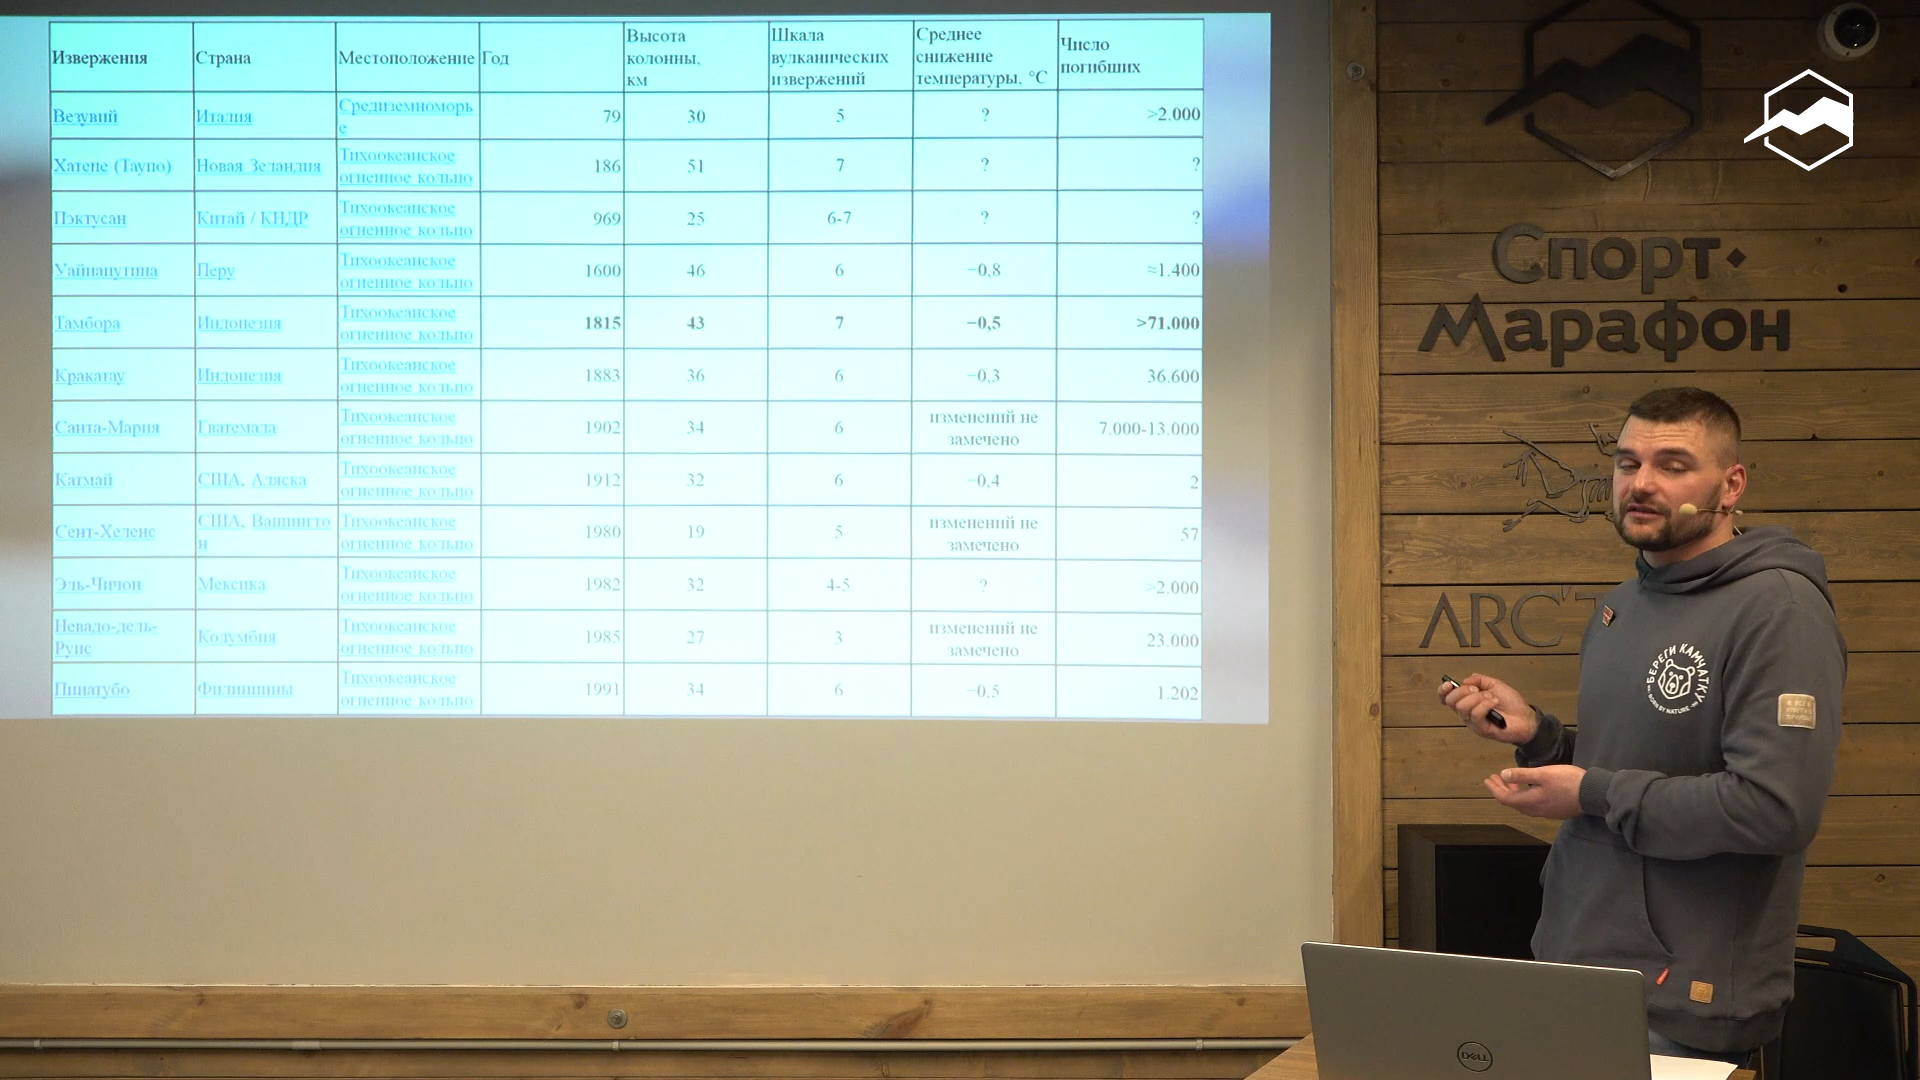 Извержения Страна Местоположение Год Высота колонны, км Шкала вулканических извержений Среднее снижение температуры, °С Число погибших
Везувий Италия Средиземноморье 79 30 5 ? >2.000
Хатепе (Таупо) Новая Зеландия Тихоокеанское огненное кольцо 186 51 7 ? ?
Пэктусан Китай / КНДР Тихоокеанское огненное кольцо 969 25 6-7 ? ?
Уайнапутина Перу Тихоокеанское огненное кольцо 1600 46 6 −0,8 ≈1.400
Тамбора Индонезия Тихоокеанское огненное кольцо 1815 43 7 −0,5 >71.000
Кракатау Индонезия Тихоокеанское огненное кольцо 1883 36 6 −0,3 36.600
Санта-Мария Гватемала Тихоокеанское огненное кольцо 1902 34 6 изменений не замечено 7.000-13.000
Катмай США, Аляска Тихоокеанское огненное кольцо 1912 32 6 −0,4 2
Сент-Хеленс США, Вашингтон Тихоокеанское огненное кольцо 1980 19 5 изменений не замечено 57
Эль-Чичон Мексика Тихоокеанское огненное кольцо 1982 32 4-5 ? >2.000
Невадо-дель-Руис Колумбия Тихоокеанское огненное кольцо 1985 27 3 изменений не замечено 23.000
Пинатубо Филиппины Тихоокеанское огненное кольцо 1991 34 6 −0,5 1.202
Спорт-
Марафон
ARC'T
БЕРЕГИ КАМЧАТКУ
BORN BY NATURE
DELL